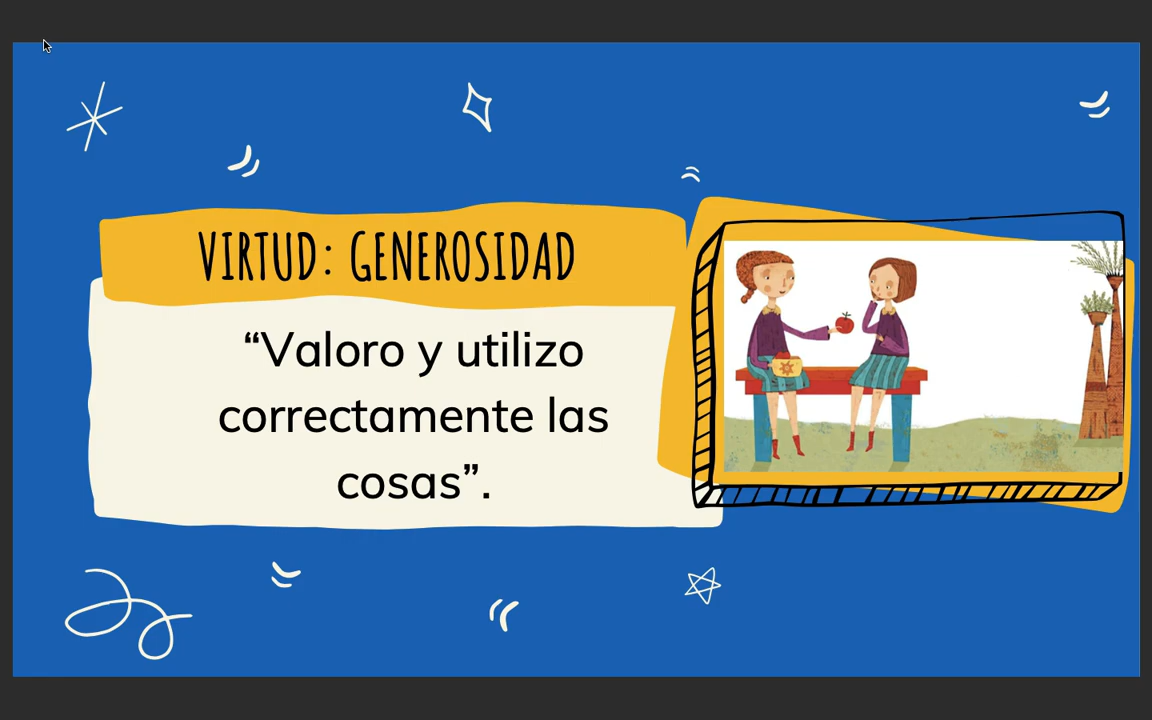 VIRTUD: GENEROSIDAD
“Valoro y utilizo
correctamente las
cosas”.